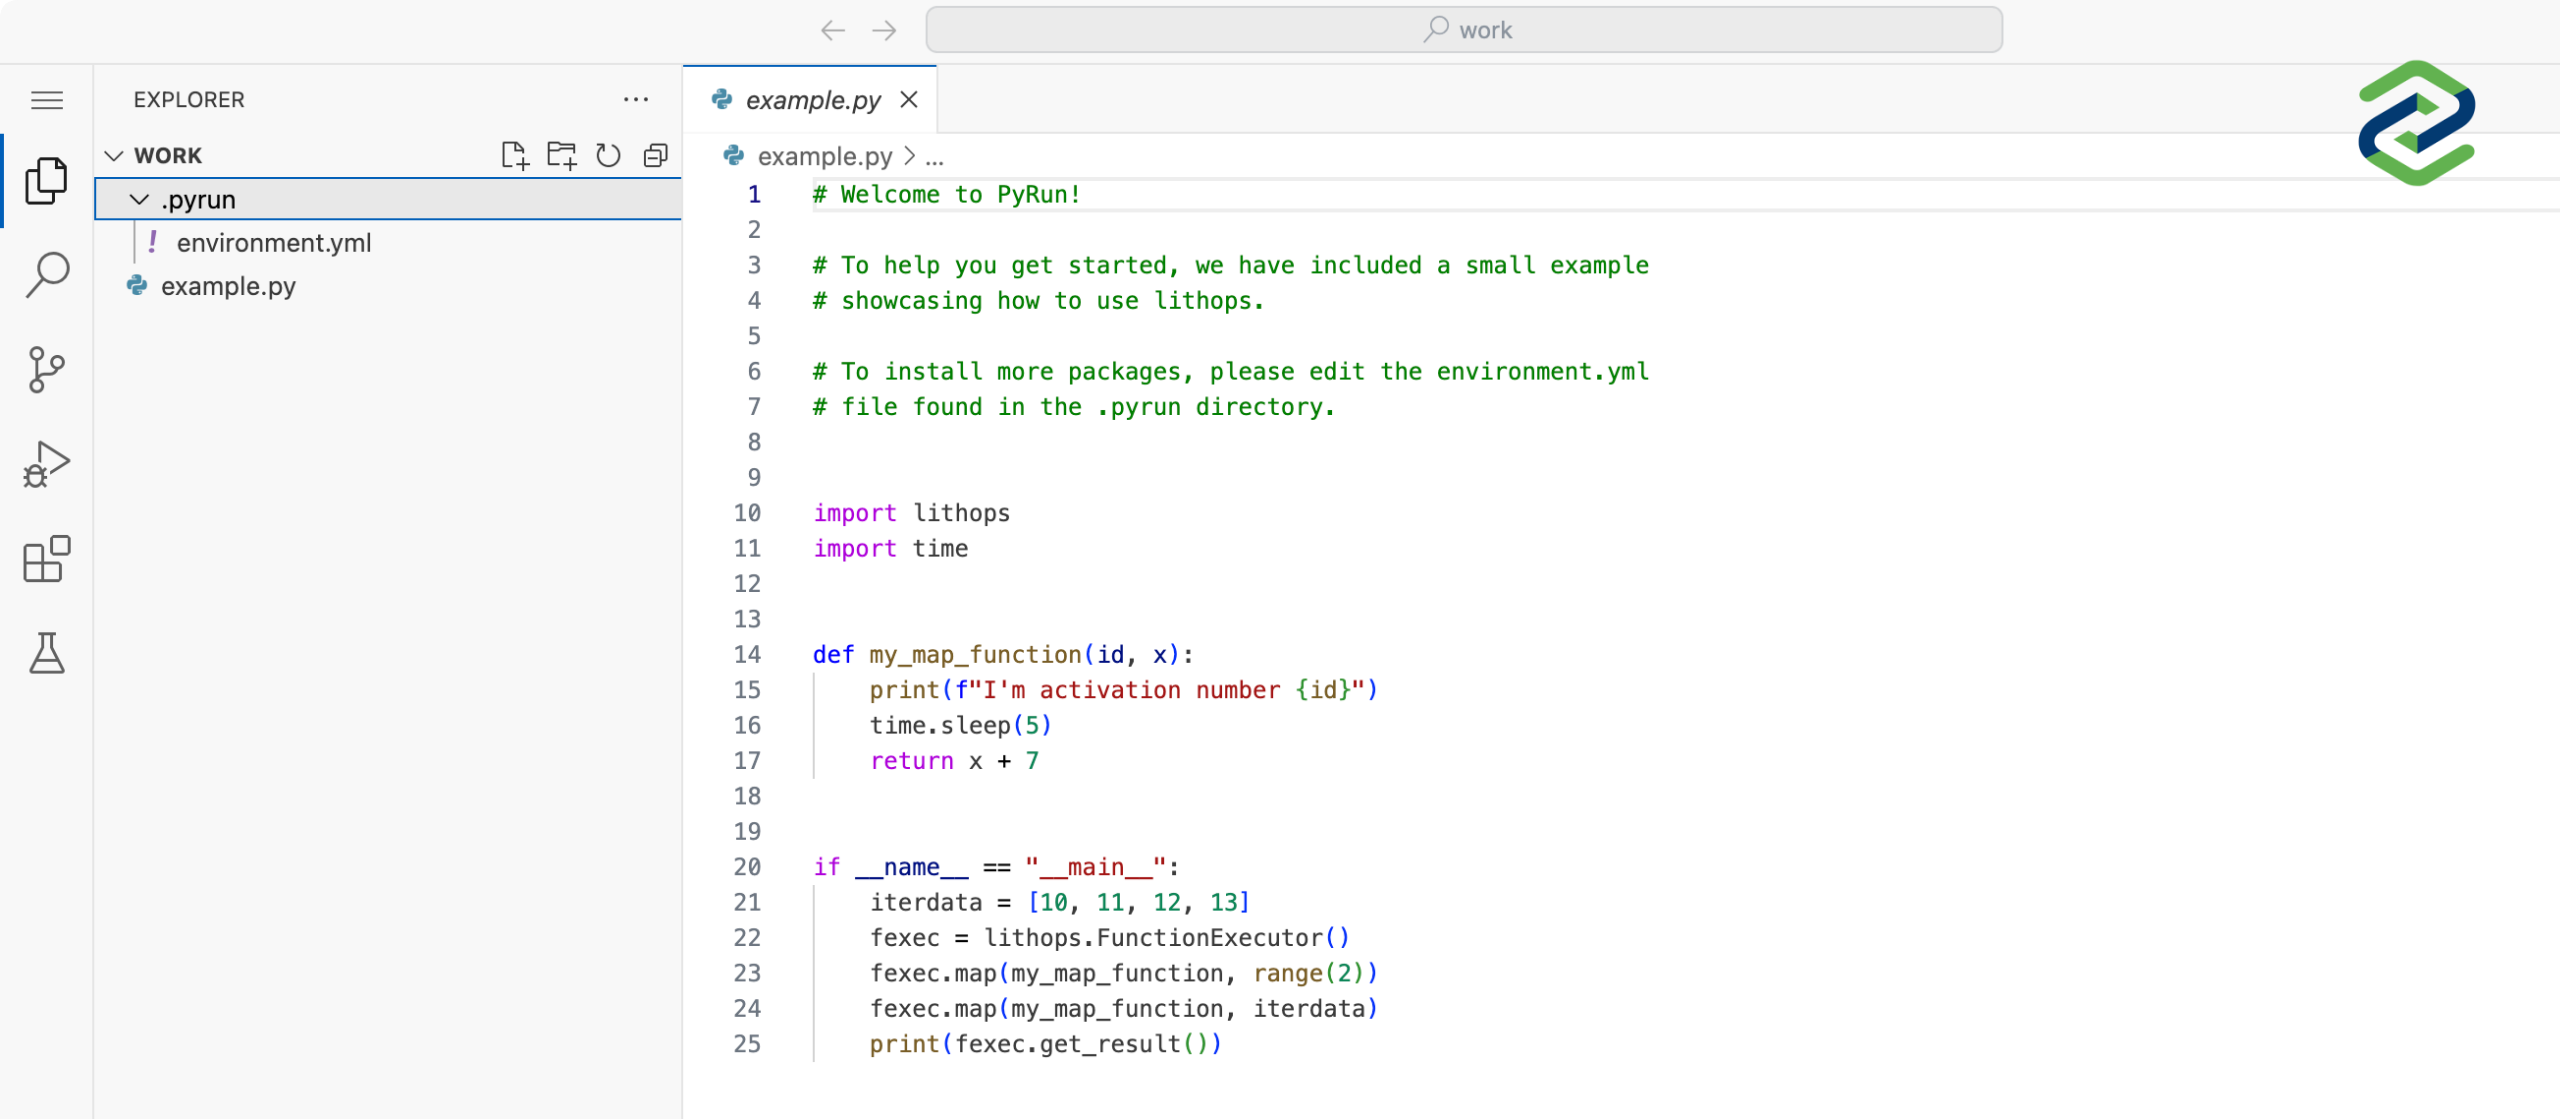 work
EXPLORER
WORK
.pyrun
environment.yml
example.py
example.py
example.py > ...
1 # Welcome to PyRun!
2
3 # To help you get started, we have included a small example
4 # showcasing how to use lithops.
5
6 # To install more packages, please edit the environment.yml
7 # file found in the .pyrun directory.
8
9
10 import lithops
11 import time
12
13
14 def my_map_function(id, x):
15     print(f"I'm activation number {id}")
16     time.sleep(5)
17     return x + 7
18
19
20 if __name__ == "__main__":
21     iterdata = [10, 11, 12, 13]
22     fexec = lithops.FunctionExecutor()
23     fexec.map(my_map_function, range(2))
24     fexec.map(my_map_function, iterdata)
25     print(fexec.get_result())